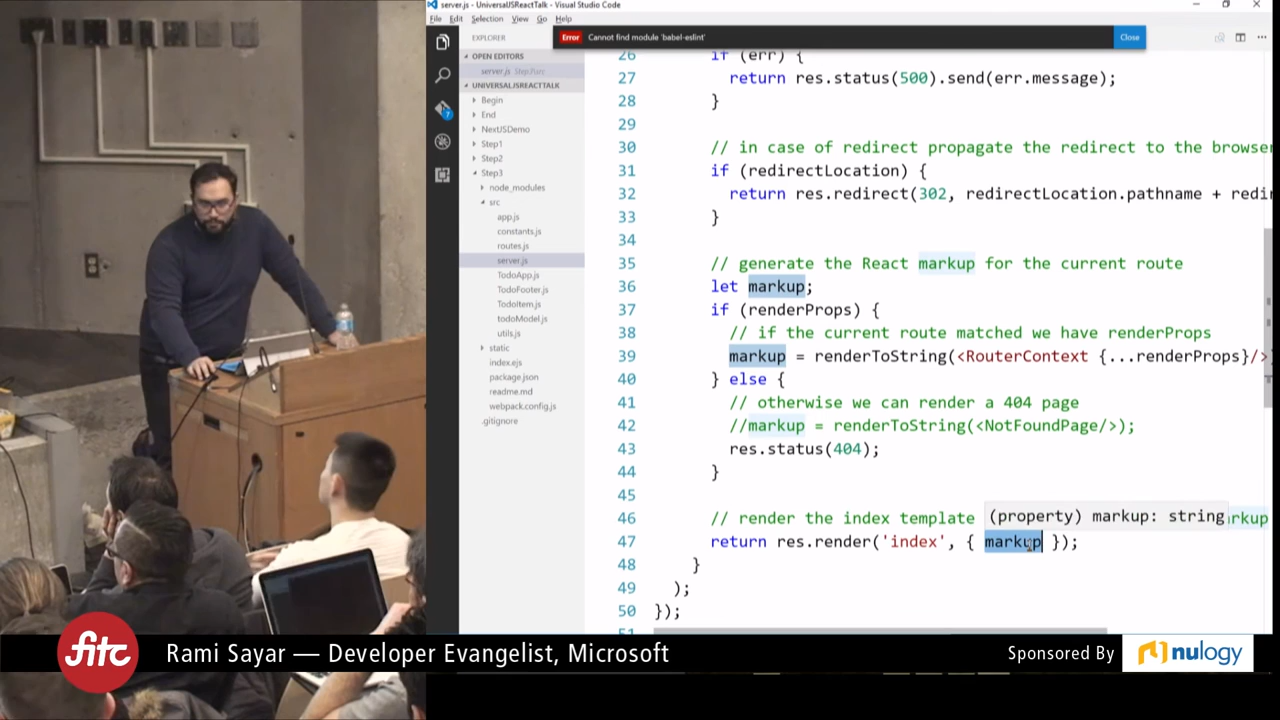 server.js - UniversalJSReactTalk - Visual Studio Code
File Edit Selection View Go Help
Error Cannot find module 'babel-eslint' Close
EXPLORER
OPEN EDITORS
server.js Step3\src
UNIVERSALJSREACTTALK
Begin
End
NextJSDemo
Step1
Step2
Step3
node_modules
src
app.js
constants.js
routes.js
server.js
TodoApp.js
TodoFooter.js
TodoItem.js
todoModel.js
utils.js
static
index.ejs
package.json
readme.md
webpack.config.js
.gitignore
26 if (err) {
27 return res.status(500).send(err.message);
28 }
29
30 // in case of redirect propagate the redirect to the browse
31 if (redirectLocation) {
32 return res.redirect(302, redirectLocation.pathname + redi
33 }
34
35 // generate the React markup for the current route
36 let markup;
37 if (renderProps) {
38 // if the current route matched we have renderProps
39 markup = renderToString(<RouterContext {...renderProps}/>
40 } else {
41 // otherwise we can render a 404 page
42 //markup = renderToString(<NotFoundPage/>);
43 res.status(404);
44 }
45
(property) markup: string
46 // render the index template rkup
47 return res.render('index', { markup });
48 }
49 );
50 });
51
fitc
Rami Sayar — Developer Evangelist, Microsoft
Sponsored By nulogy